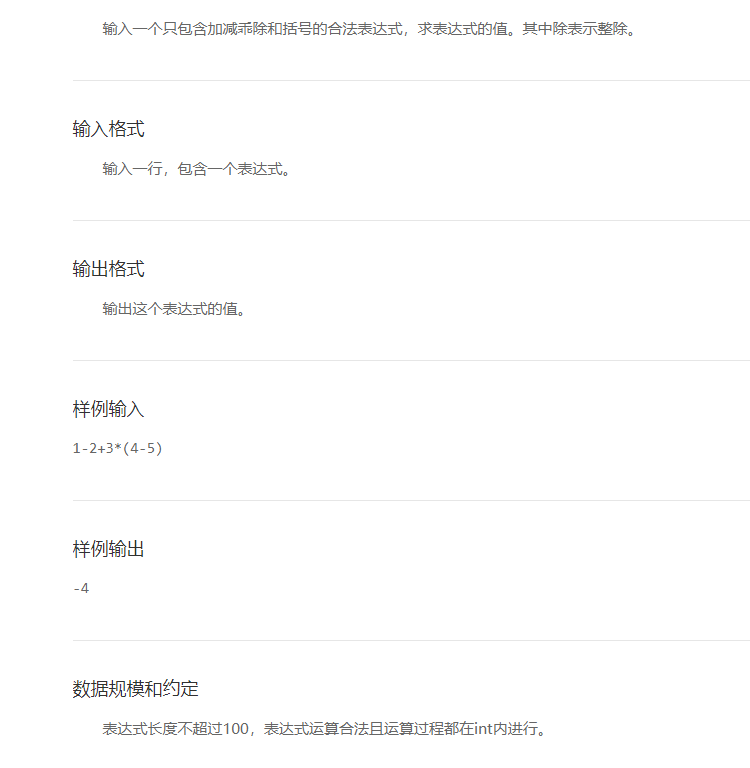 输入一个只包含加减乖除和括号的合法表达式，求表达式的值。其中除表示整除。
输入格式
输入一行，包含一个表达式。
输出格式
输出这个表达式的值。
样例输入
1-2+3*(4-5)
样例输出
-4
数据规模和约定
表达式长度不超过100，表达式运算合法且运算过程都在int内进行。